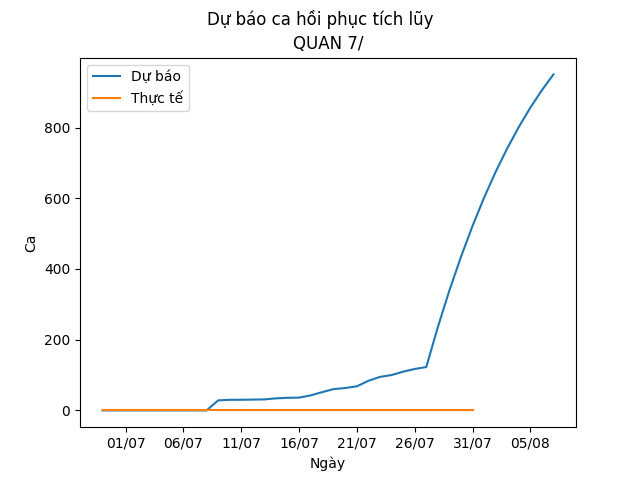 Dự báo ca hồi phục tích lũy
QUAN 7/
Dự báo
Thực tế
Ca
800
600
400
200
0
01/07 06/07 11/07 16/07 21/07 26/07 31/07 05/08
Ngày